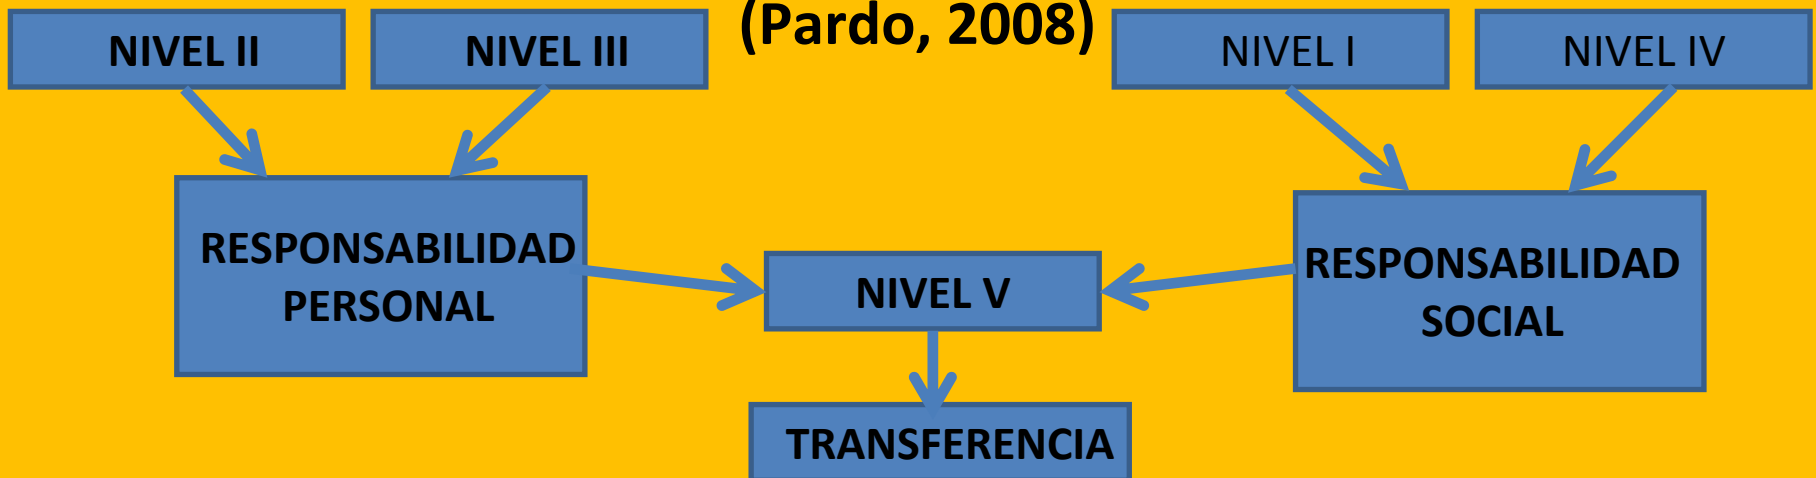 (Pardo, 2008)
NIVEL II
NIVEL III
NIVEL I
NIVEL IV
RESPONSABILIDAD
PERSONAL
NIVEL V
RESPONSABILIDAD
SOCIAL
TRANSFERENCIA